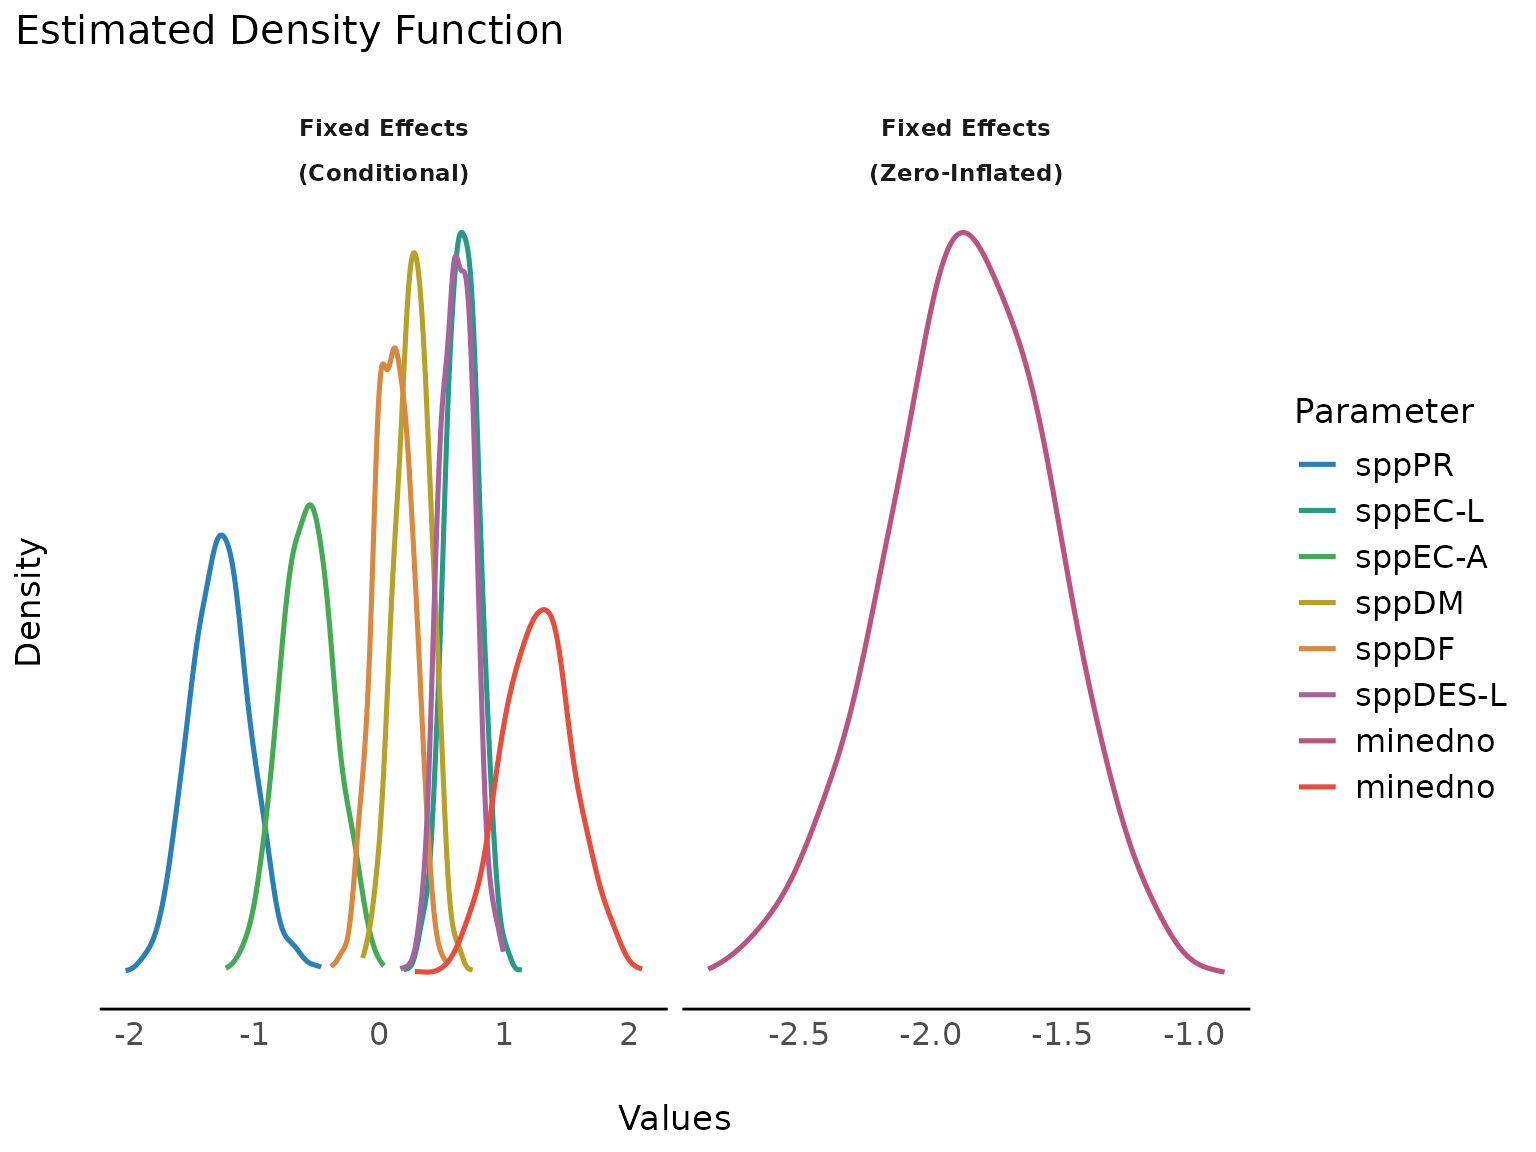 Estimated Density Function
Fixed Effects
(Conditional)
Fixed Effects
(Zero-Inflated)
Density
-2 -1 0 1 2
-2.5 -2.0 -1.5 -1.0
Values
Parameter
sppPR
sppEC-L
sppEC-A
sppDM
sppDF
sppDES-L
minedno
minedno